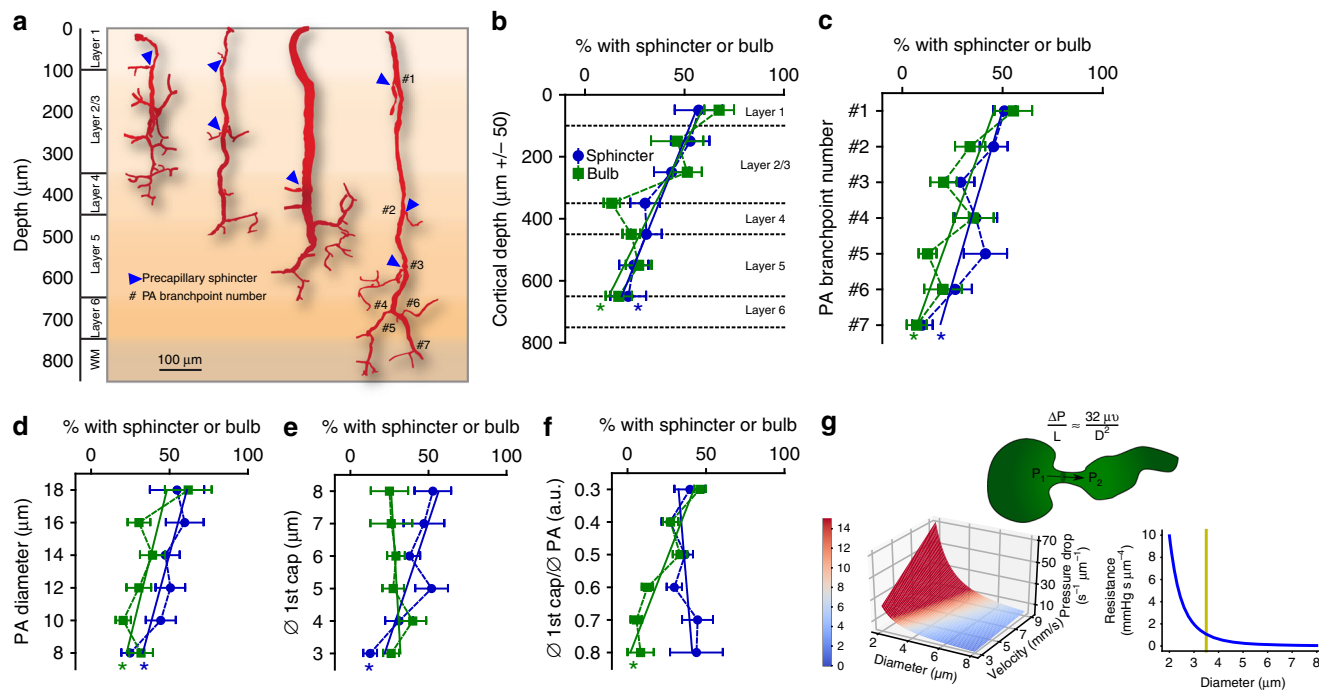 a
0
100
200
300
400
500
600
700
800
Depth (µm)
Layer 1
Layer 2/3
Layer 4
Layer 5
Layer 6
WM
#1
#2
#3
#4
#6
#5
#7
Precapillary sphincter
# PA branchpoint number
100 µm
b
% with sphincter or bulb
0 50 100
0
200
400
600
800
Cortical depth (µm +/− 50)
Sphincter
Bulb
Layer 1
Layer 2/3
Layer 4
Layer 5
Layer 6
* *
c
% with sphincter or bulb
0 50 100
#1
#2
#3
#4
#5
#6
#7
PA branchpoint number
* *
d
% with sphincter or bulb
0 50 100
18
16
14
12
10
8
PA diameter (µm)
* *
e
% with sphincter or bulb
0 50 100
8
7
6
5
4
3
∅ 1st cap (µm)
*
f
% with sphincter or bulb
0 50 100
0.3
0.4
0.5
0.6
0.7
0.8
∅ 1st cap/∅ PA (a.u.)
*
g
ΔP/L ≈ 32 µυ/D²
P₁ P₂
14
12
10
8
6
4
2
0
70
50
30
10
Pressure drop
(s⁻¹ µm⁻¹)
2 4 6 8
Diameter (µm)
3 5 7 9
Velocity (mm/s)
10
8
6
4
2
0
Resistance
(mmHg s µm⁻⁴)
2 3 4 5 6 7 8
Diameter (µm)